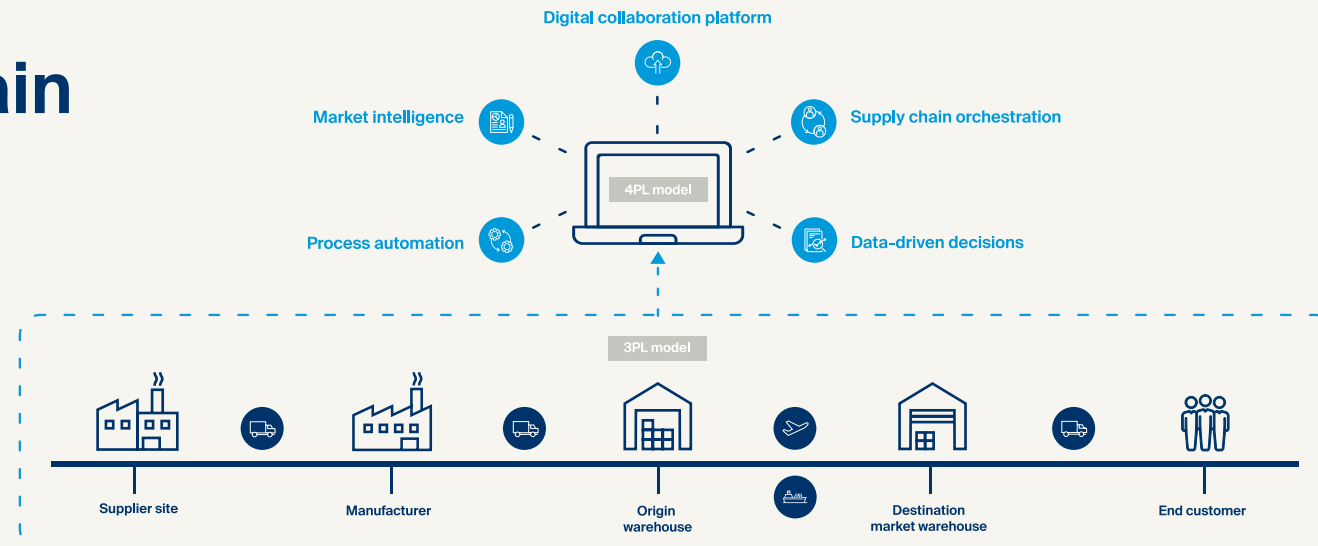 Digital collaboration platform
Market intelligence
Supply chain orchestration
4PL model
Process automation
Data-driven decisions
3PL model
Supplier site
Manufacturer
Origin
warehouse
Destination
market warehouse
End customer